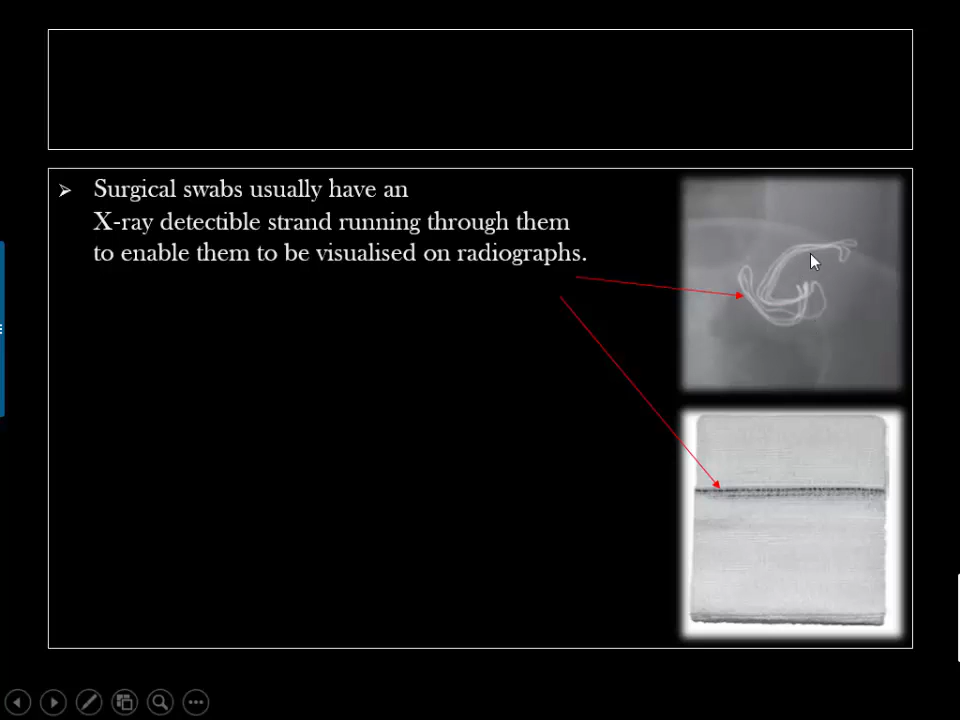 Surgical swabs usually have an
X-ray detectible strand running through them
to enable them to be visualised on radiographs.